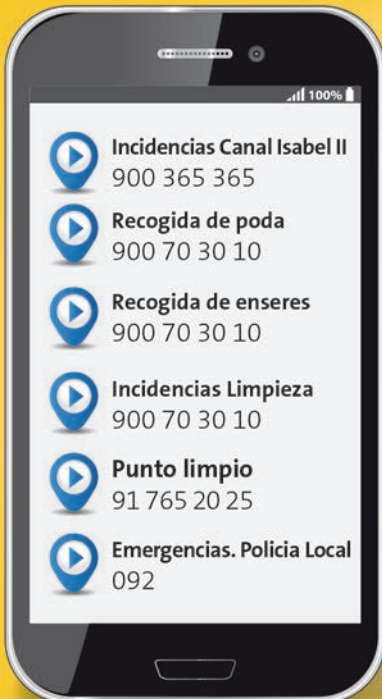 100%
Incidencias Canal Isabel II
900 365 365
Recogida de poda
900 70 30 10
Recogida de enseres
900 70 30 10
Incidencias Limpieza
900 70 30 10
Punto limpio
91 765 20 25
Emergencias. Policia Local
092